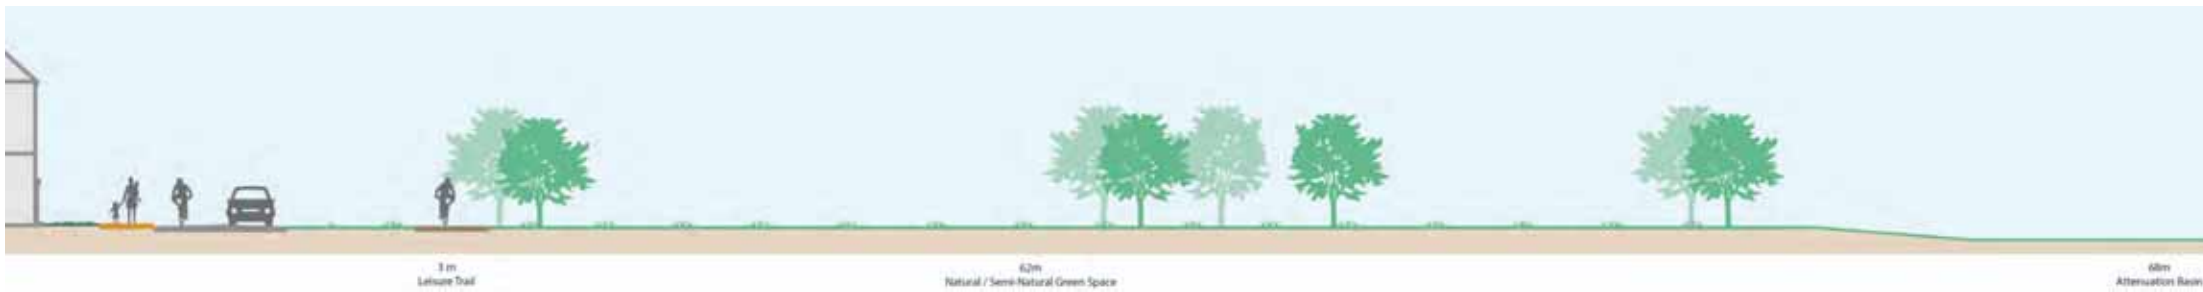 3 m
Leisure Trail
62m
Natural / Semi-Natural Green Space
68m
Attenuation Basin